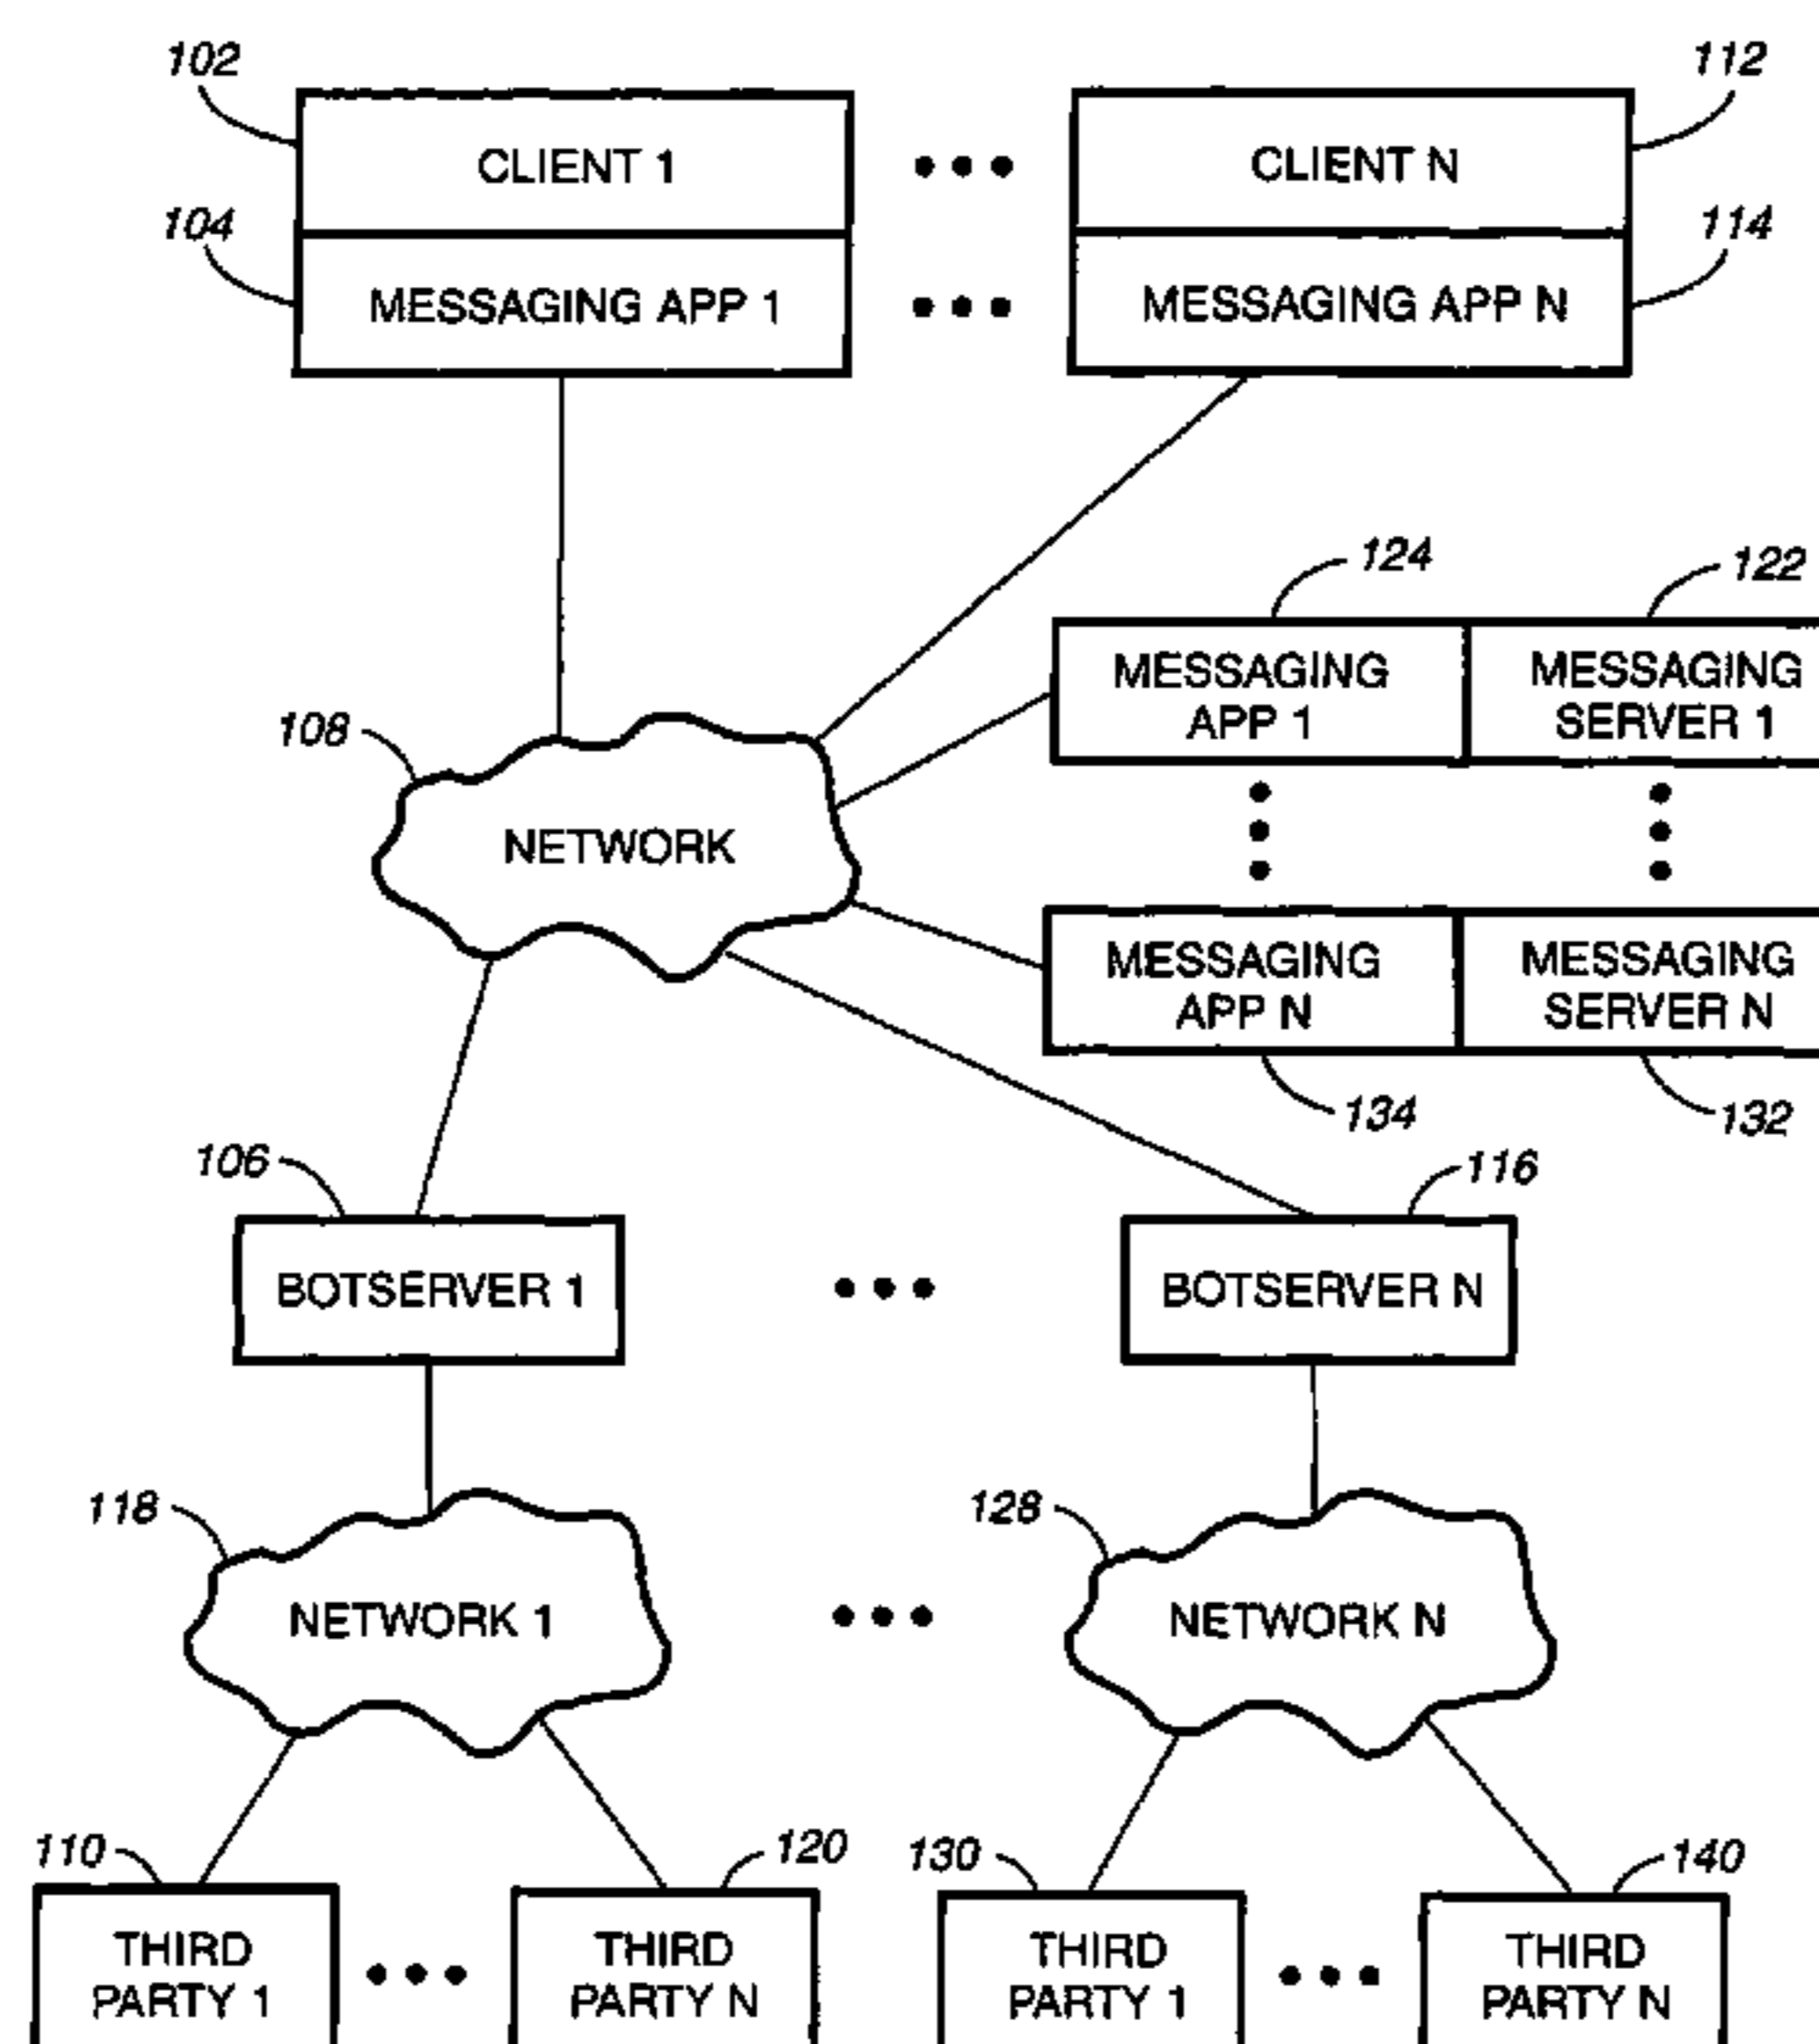 102
112
CLIENT 1
CLIENT N
104
114
MESSAGING APP 1
MESSAGING APP N
124
122
MESSAGING
APP 1
MESSAGING
SERVER 1
108
NETWORK
MESSAGING
APP N
MESSAGING
SERVER N
134
132
106
116
BOTSERVER 1
BOTSERVER N
118
128
NETWORK 1
NETWORK N
110
120
130
140
THIRD
PARTY 1
THIRD
PARTY N
THIRD
PARTY 1
THIRD
PARTY N